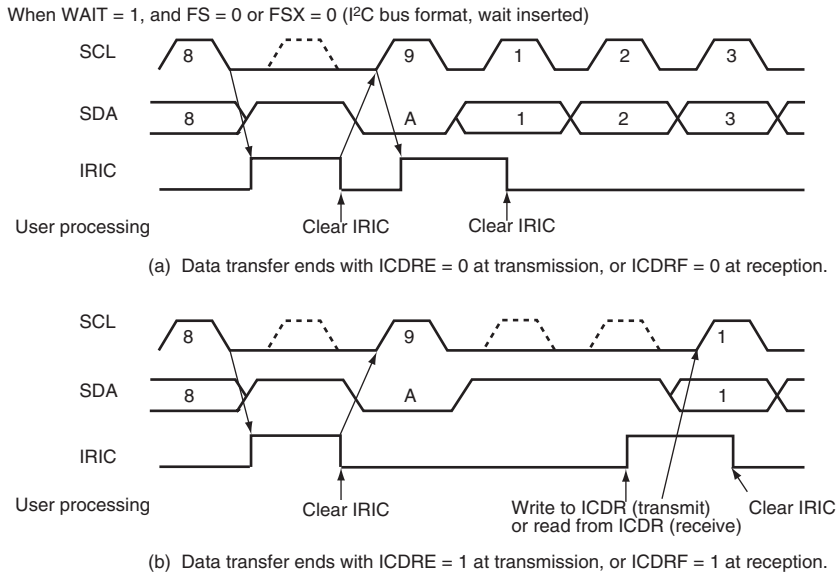 When WAIT = 1, and FS = 0 or FSX = 0 (I²C bus format, wait inserted)
SCL
8
9
1
2
3
SDA
8
A
1
2
3
IRIC
User processing
Clear IRIC
Clear IRIC
(a) Data transfer ends with ICDRE = 0 at transmission, or ICDRF = 0 at reception.
SCL
8
9
1
SDA
8
A
1
IRIC
User processing
Clear IRIC
Write to ICDR (transmit)
or read from ICDR (receive)
Clear IRIC
(b) Data transfer ends with ICDRE = 1 at transmission, or ICDRF = 1 at reception.